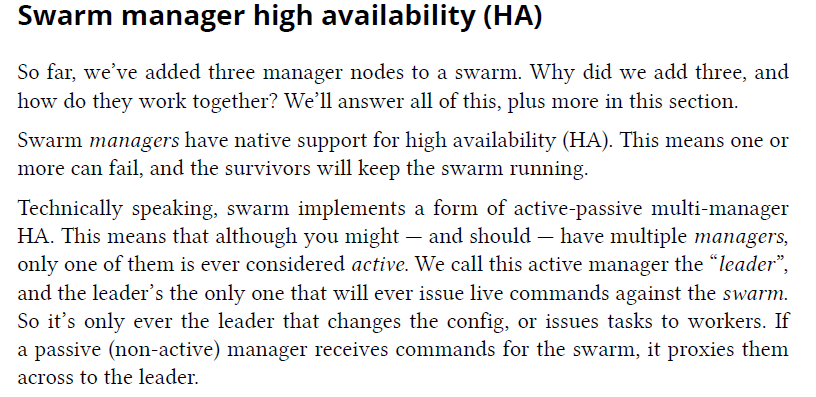 Swarm manager high availability (HA)
So far, we’ve added three manager nodes to a swarm. Why did we add three, and
how do they work together? We’ll answer all of this, plus more in this section.
Swarm managers have native support for high availability (HA). This means one or
more can fail, and the survivors will keep the swarm running.
Technically speaking, swarm implements a form of active-passive multi-manager
HA. This means that although you might — and should — have multiple managers,
only one of them is ever considered active. We call this active manager the “leader”,
and the leader’s the only one that will ever issue live commands against the swarm.
So it’s only ever the leader that changes the config, or issues tasks to workers. If
a passive (non-active) manager receives commands for the swarm, it proxies them
across to the leader.